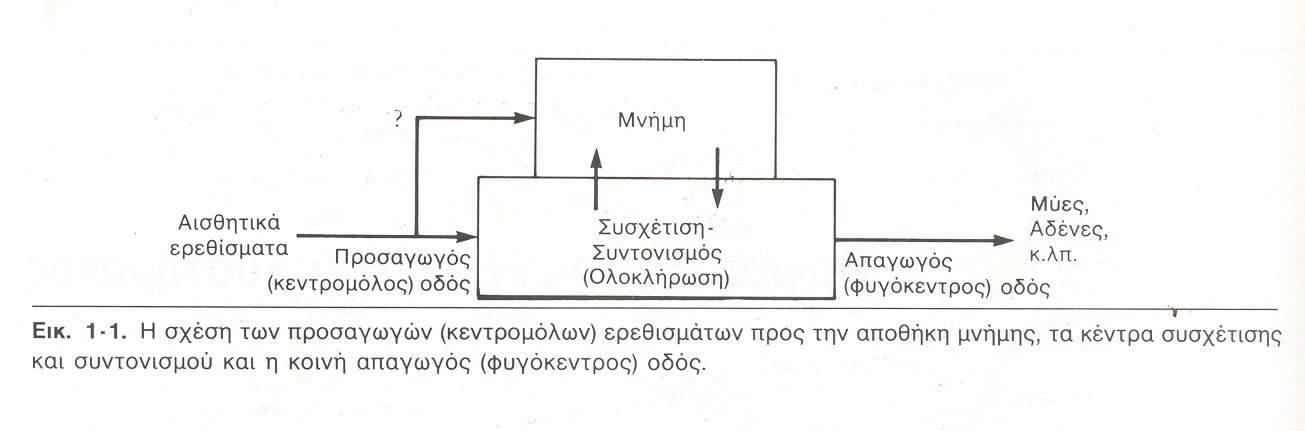 ?
Μνήμη
Αισθητικά
ερεθίσματα
Προσαγωγός
(κεντρομόλος) οδός
Συσχέτιση-
Συντονισμός
(Ολοκλήρωση)
Απαγωγός
(φυγόκεντρος) οδός
Μύες,
Αδένες,
κ.λπ.
Εικ. 1-1. Η σχέση των προσαγωγών (κεντρομόλων) ερεθισμάτων προς την αποθήκη μνήμης, τα κέντρα συσχέτισης
και συντονισμού και η κοινή απαγωγός (φυγόκεντρος) οδός.